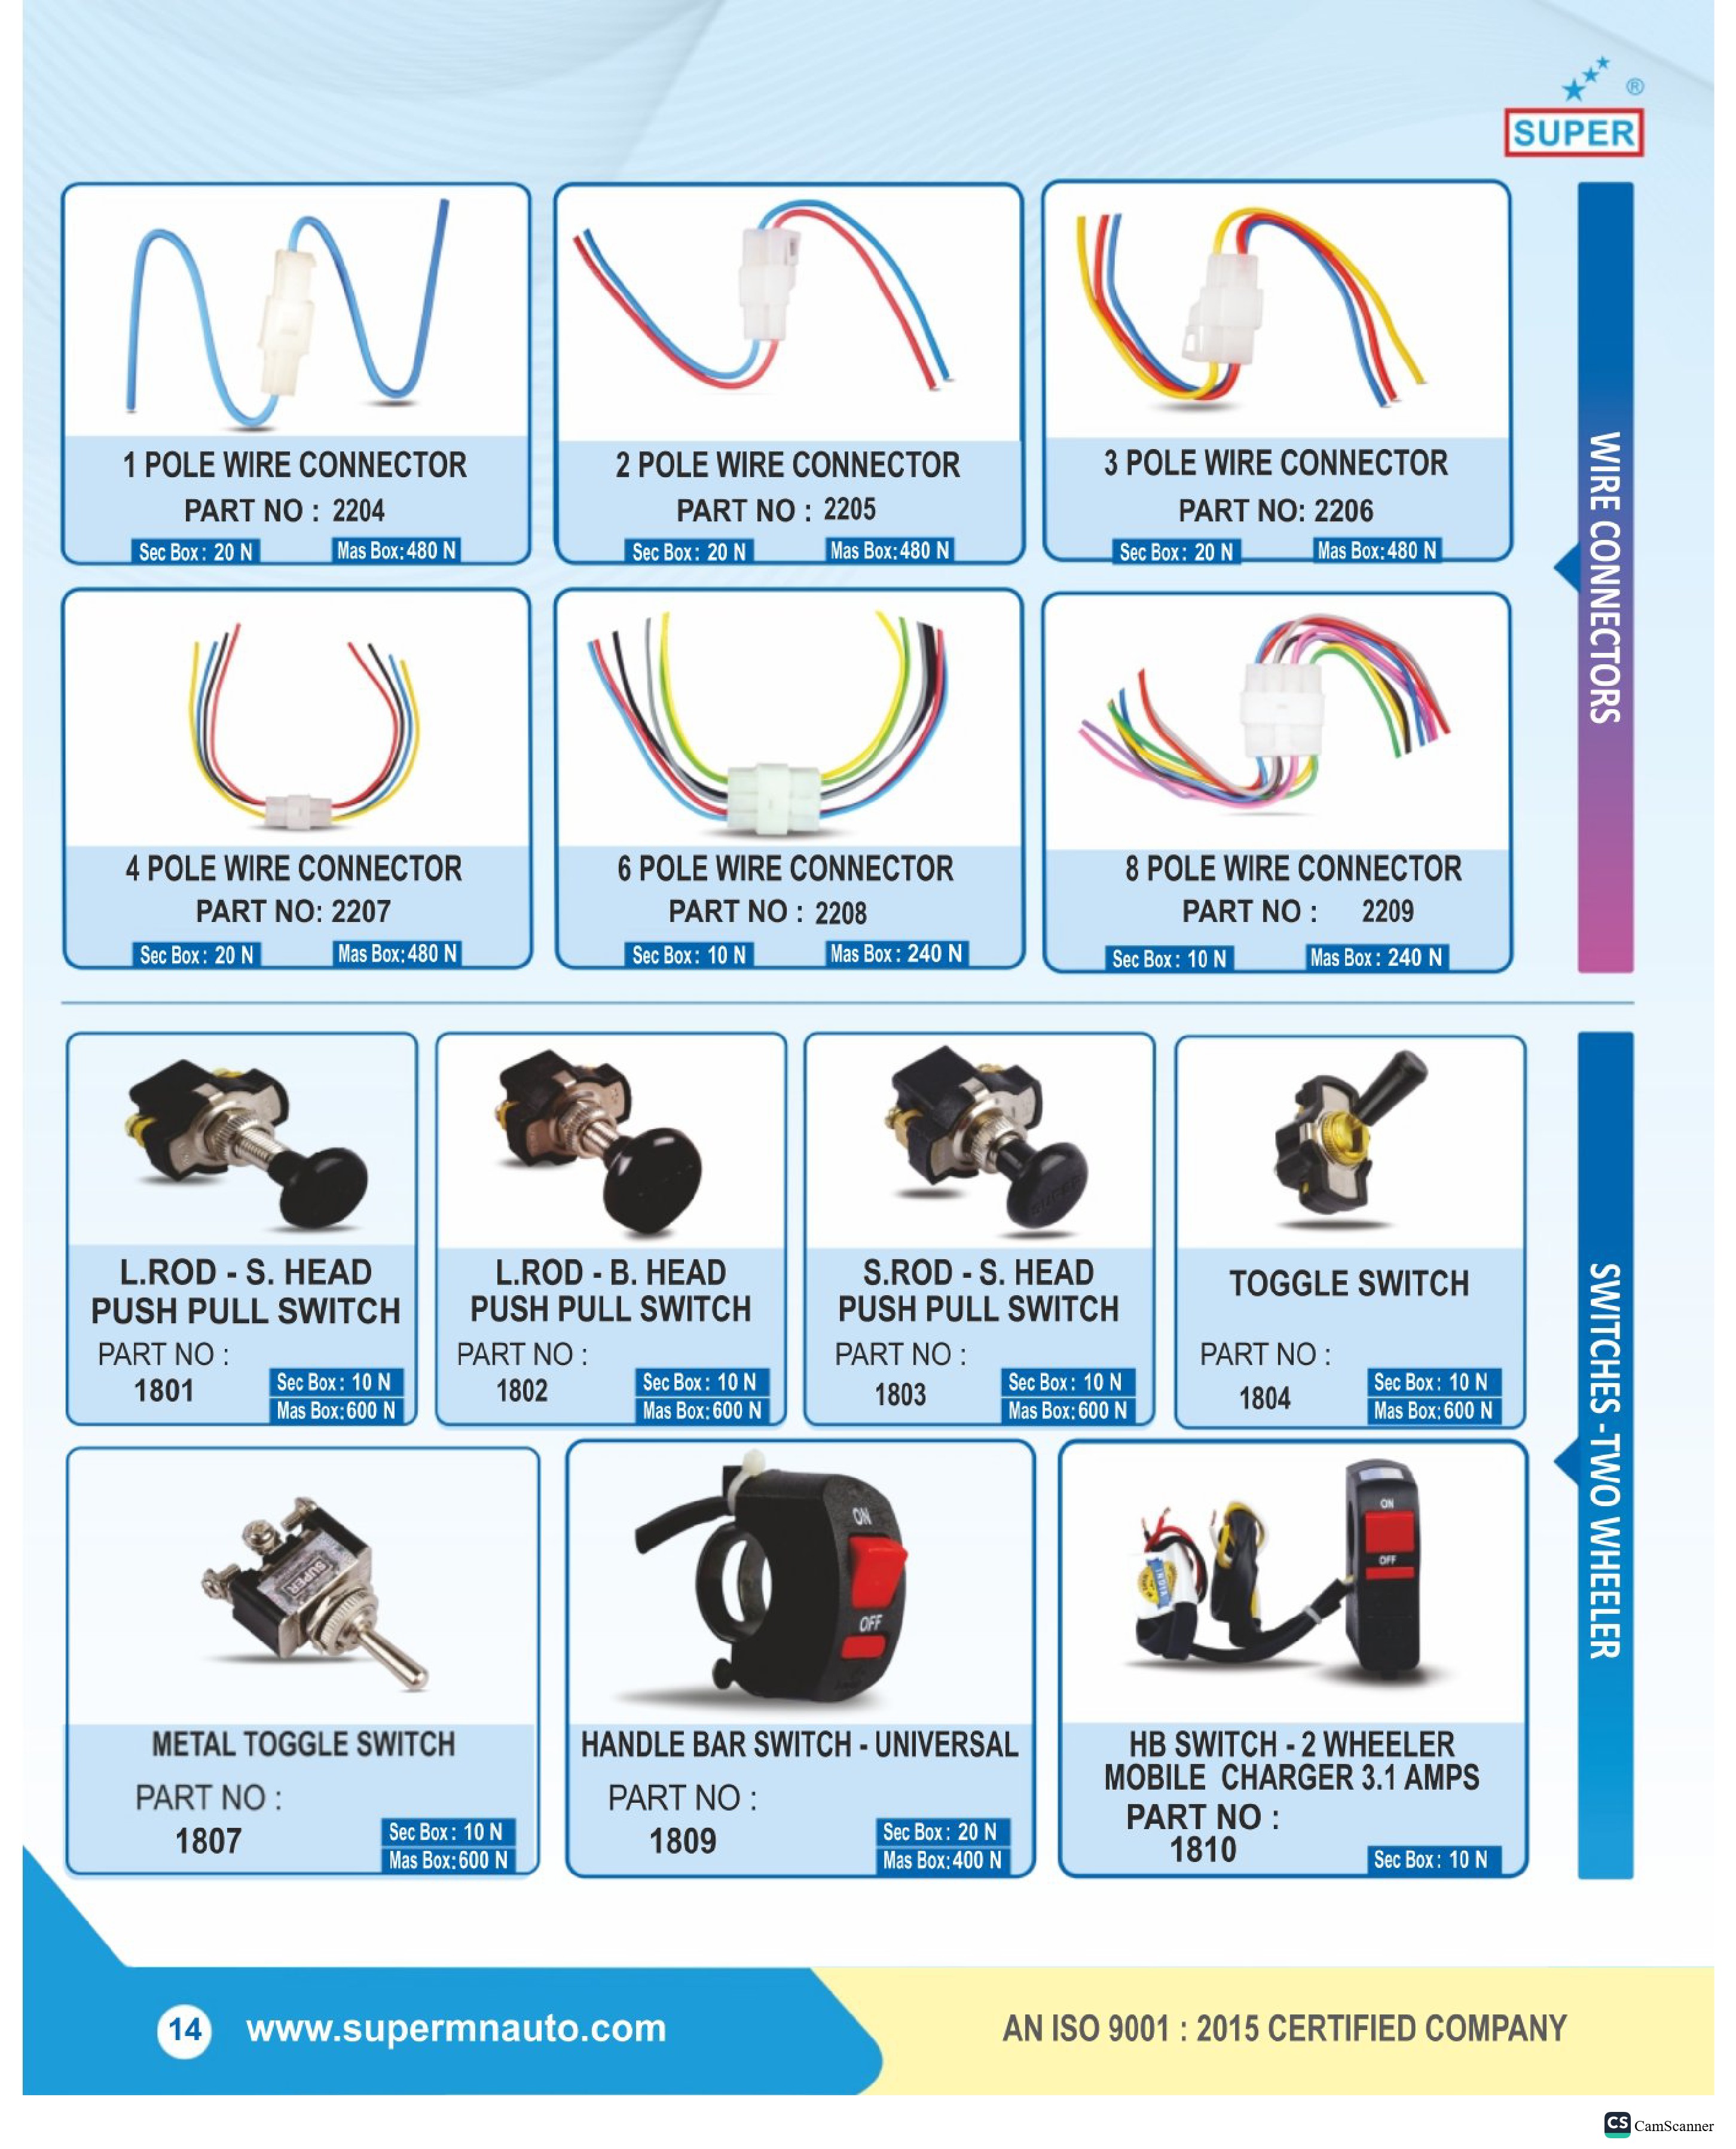 ®
SUPER
1 POLE WIRE CONNECTOR
PART NO : 2204
Sec Box : 20 N
Mas Box:480 N
2 POLE WIRE CONNECTOR
PART NO : 2205
Sec Box : 20 N
Mas Box:480 N
3 POLE WIRE CONNECTOR
PART NO: 2206
Sec Box : 20 N
Mas Box:480 N
4 POLE WIRE CONNECTOR
PART NO: 2207
Sec Box : 20 N
Mas Box:480 N
6 POLE WIRE CONNECTOR
PART NO : 2208
Sec Box : 10 N
Mas Box : 240 N
8 POLE WIRE CONNECTOR
PART NO : 2209
Sec Box : 10 N
Mas Box : 240 N
WIRE CONNECTORS
L.ROD - S. HEAD
PUSH PULL SWITCH
PART NO :
1801
Sec Box : 10 N
Mas Box:600 N
L.ROD - B. HEAD
PUSH PULL SWITCH
PART NO :
1802
Sec Box : 10 N
Mas Box:600 N
SUPER
S.ROD - S. HEAD
PUSH PULL SWITCH
PART NO :
1803
Sec Box : 10 N
Mas Box:600 N
TOGGLE SWITCH
PART NO :
1804
Sec Box : 10 N
Mas Box:600 N
SUPER
METAL TOGGLE SWITCH
PART NO :
1807
Sec Box : 10 N
Mas Box:600 N
ON
OFF
HANDLE BAR SWITCH - UNIVERSAL
PART NO :
1809
Sec Box : 20 N
Mas Box:400 N
ON
OFF
INDIA
HB SWITCH - 2 WHEELER
MOBILE CHARGER 3.1 AMPS
PART NO :
1810
Sec Box : 10 N
SWITCHES -TWO WHEELER
14
www.supermnauto.com
AN ISO 9001 : 2015 CERTIFIED COMPANY
CS CamScanner